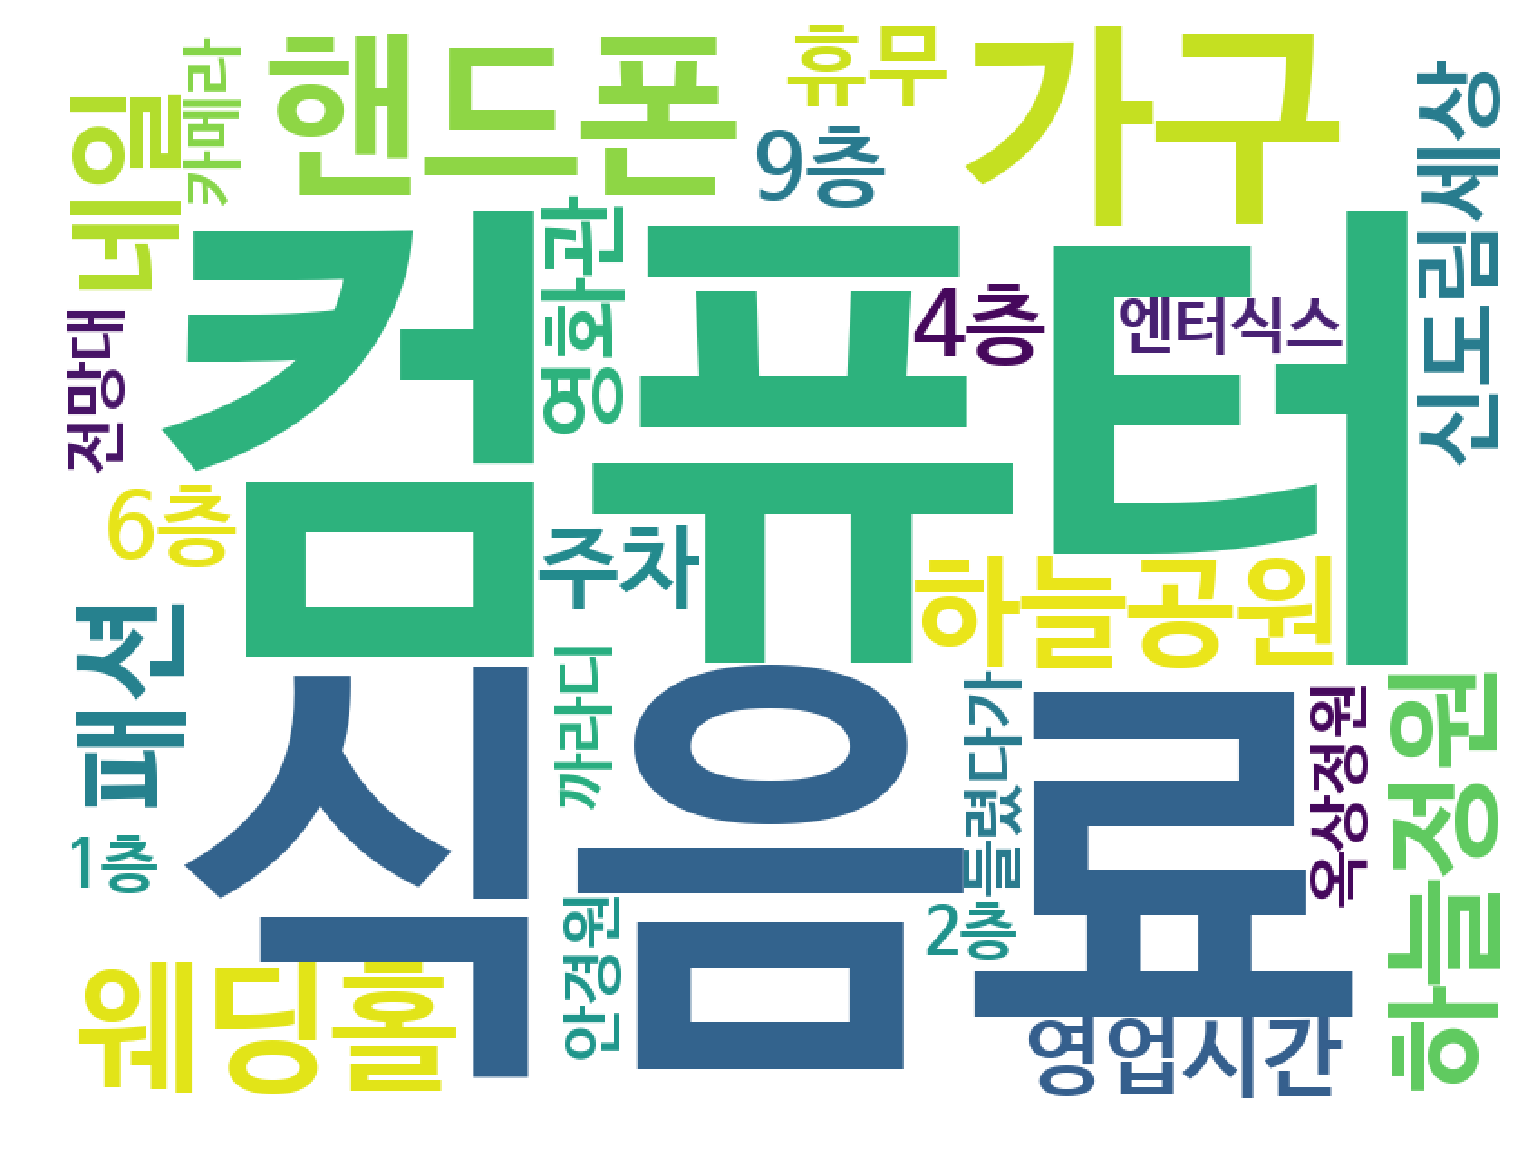 핸드폰
휴무
가구
카메라
네일
9층
신도림세상
컴퓨터
영화관
4층
엔터식스
전망대
6층
주차
하늘공원
패션
까라디
들렸다가
옥상정원
하늘정원
식음료
1층
2층
안경원
웨딩홀
영업시간